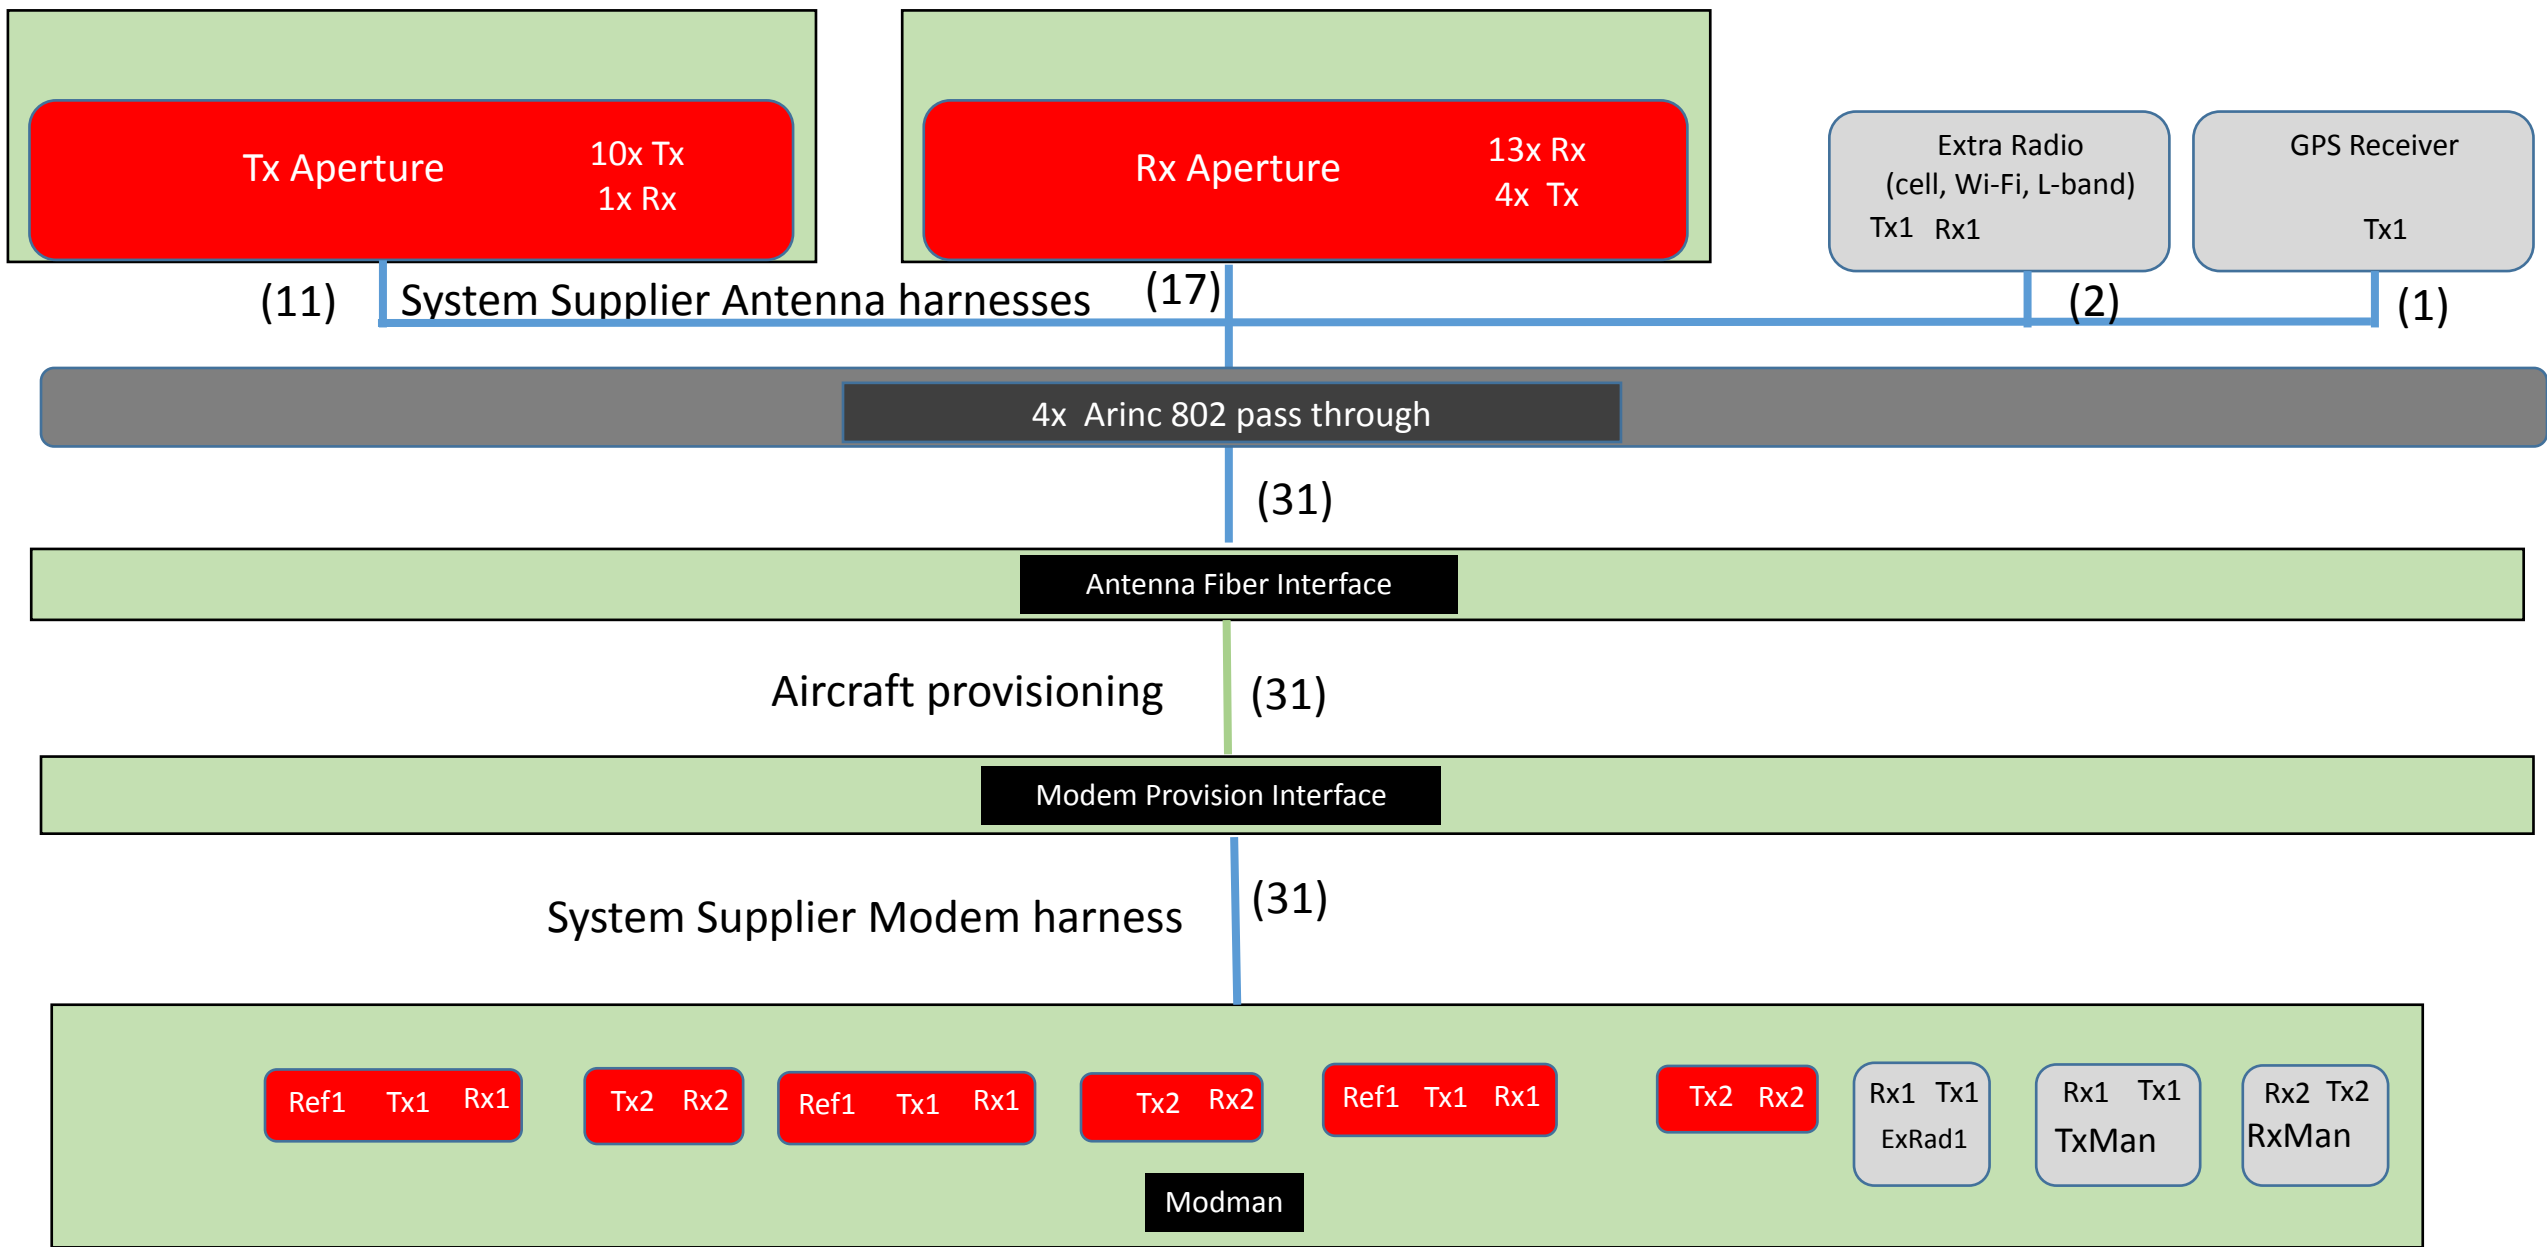 Tx Aperture
10x Tx
1x Rx
Rx Aperture
13x Rx
4x Tx
Extra Radio
(cell, Wi-Fi, L-band)
Tx1 Rx1
GPS Receiver
Tx1
(11)
System Supplier Antenna harnesses
(17)
(2)
(1)
4x Arinc 802 pass through
(31)
Antenna Fiber Interface
Aircraft provisioning
(31)
Modem Provision Interface
System Supplier Modem harness
(31)
Ref1 Tx1 Rx1
Tx2 Rx2
Ref1 Tx1 Rx1
Tx2 Rx2
Ref1 Tx1 Rx1
Tx2 Rx2
Rx1 Tx1
ExRad1
Rx1 Tx1
TxMan
Rx2 Tx2
RxMan
Modman